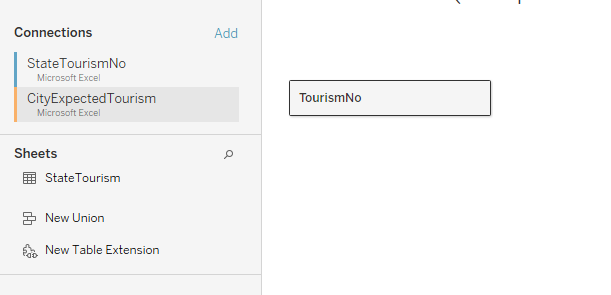 Connections
Add
StateTourismNo
Microsoft Excel
CityExpectedTourism
Microsoft Excel
Sheets
StateTourism
New Union
New Table Extension
TourismNo